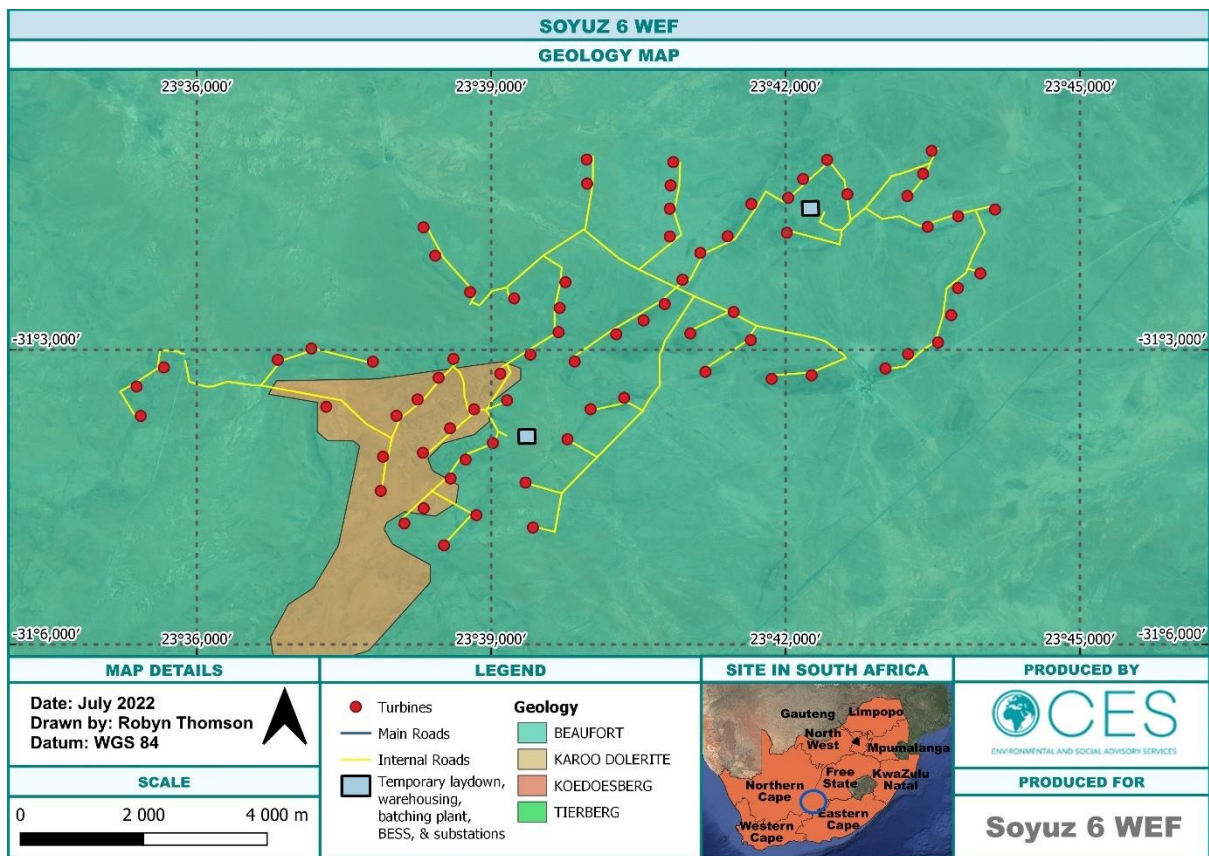 SOYUZ 6 WEF
GEOLOGY MAP
23°36,000′ 23°39,000′ 23°42,000′ 23°45,000′
-31°3,000′ -31°3,000′
-31°6,000′ -31°6,000′
23°36,000′ 23°39,000′ 23°42,000′ 23°45,000′
MAP DETAILS
Date: July 2022
Drawn by: Robyn Thomson
Datum: WGS 84
SCALE
0 2 000 4 000 m
LEGEND
Turbines
Main Roads
Internal Roads
Temporary laydown,
warehousing,
batching plant,
BESS, & substations
Geology
BEAUFORT
KAROO DOLERITE
KOEDOESBERG
TIERBERG
SITE IN SOUTH AFRICA
Limpopo
Gauteng
North
West
Mpumalanga
Free
State
KwaZulu
Natal
Northern
Cape
Eastern
Cape
Western
Cape
PRODUCED BY
CES
ENVIRONMENTAL AND SOCIAL ADVISORY SERVICES
PRODUCED FOR
Soyuz 6 WEF